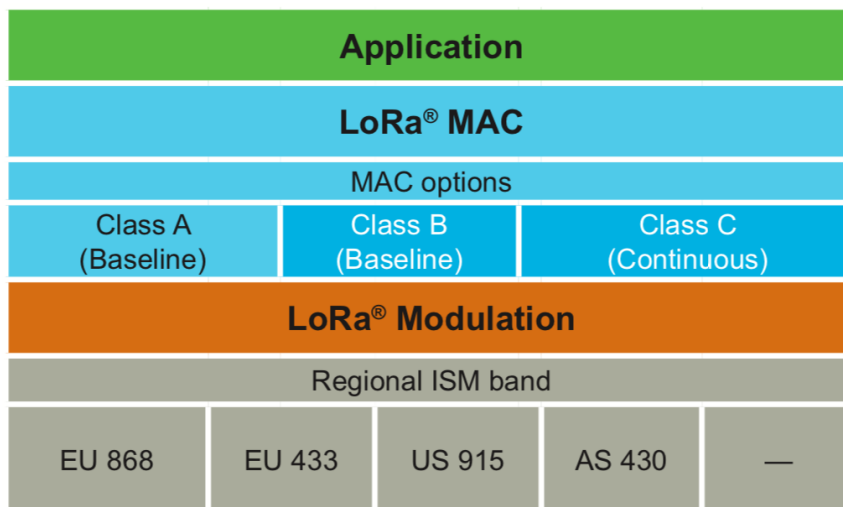 Application
LoRa® MAC
MAC options
Class A
(Baseline)
Class B
(Baseline)
Class C
(Continuous)
LoRa® Modulation
Regional ISM band
EU 868
EU 433
US 915
AS 430
—